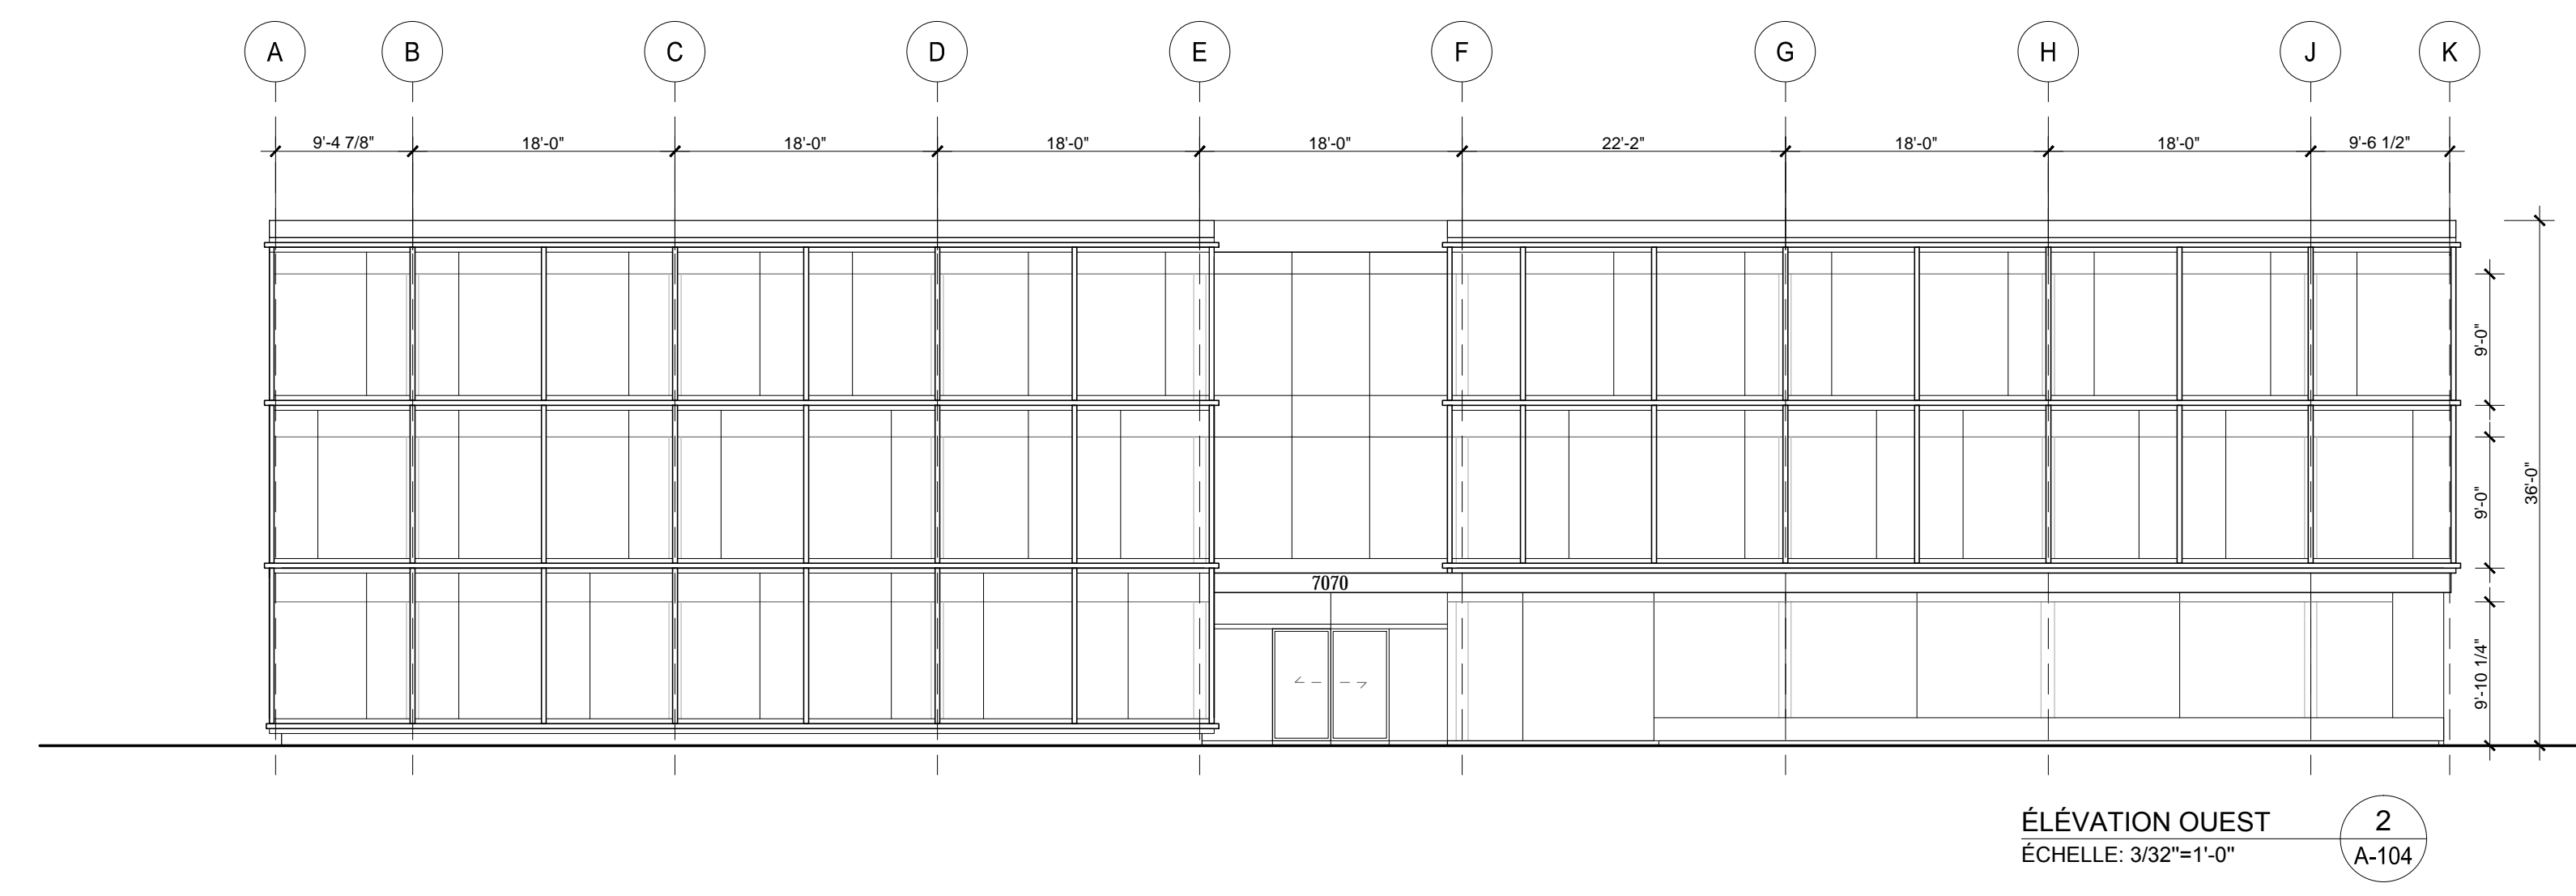 A B C D E F G H J K
9'-4 7/8" 18'-0" 18'-0" 18'-0" 18'-0" 22'-2" 18'-0" 18'-0" 9'-6 1/2"
9'-0"
9'-0"
36'-0"
7070
9'-10 1/4"
ÉLÉVATION OUEST 2
ÉCHELLE: 3/32"=1'-0" A-104